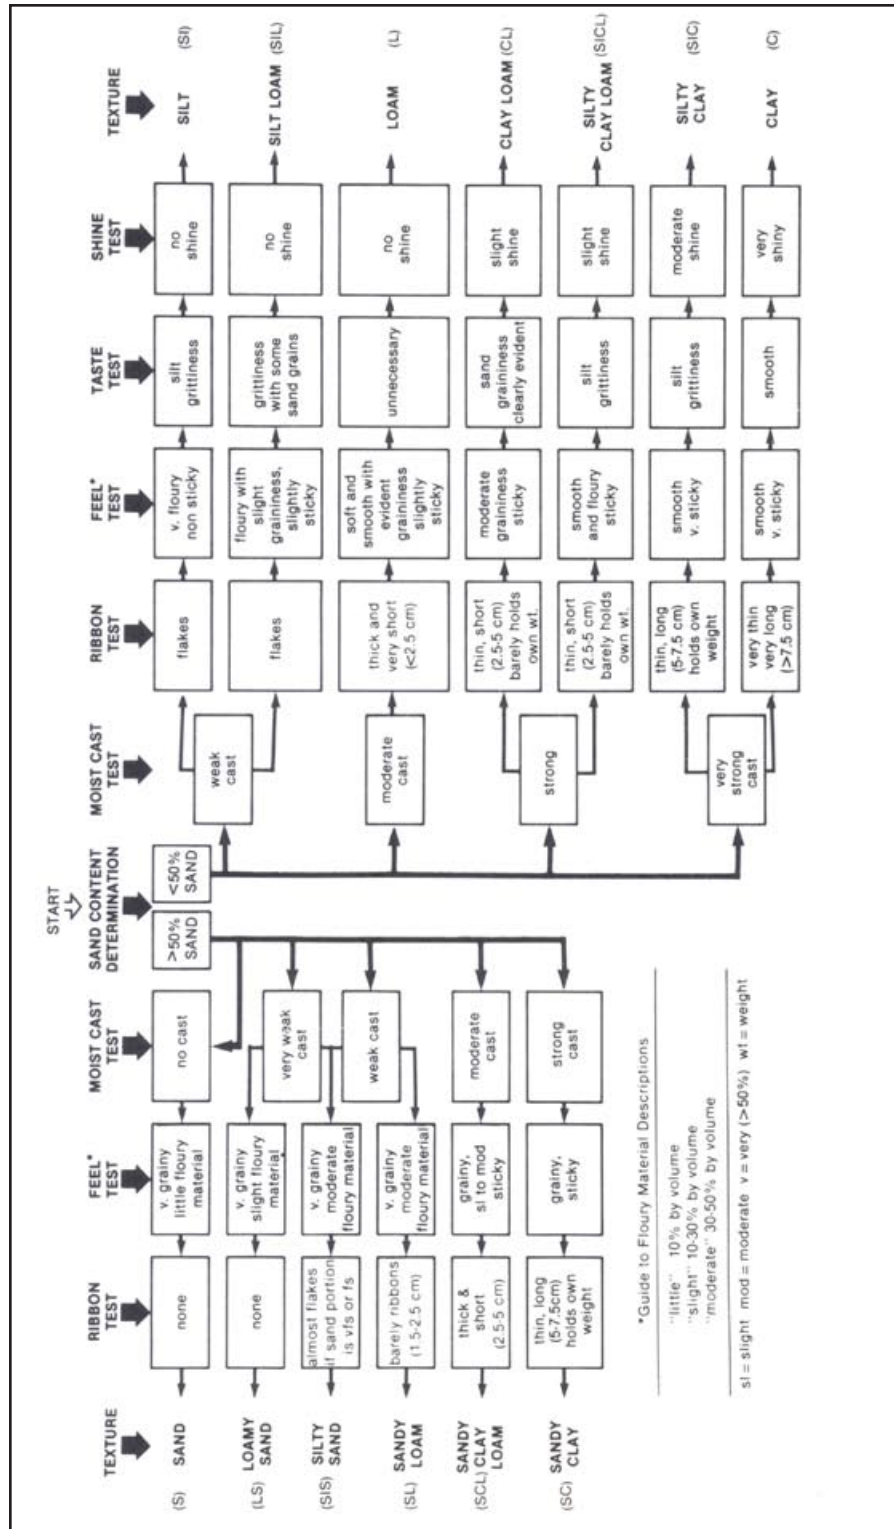 START
TEXTURE
RIBBON
TEST
FEEL*
TEST
MOIST CAST
TEST
SAND CONTENT
DETERMINATION
MOIST CAST
TEST
RIBBON
TEST
FEEL*
TEST
TASTE
TEST
SHINE
TEST
TEXTURE
(S) SAND
none
v. grainy
little floury
material
no cast
>50%
SAND
<50%
SAND
weak
cast
flakes
v. floury
non sticky
silt
grittiness
no
shine
SILT (SI)
(LS) LOAMY
SAND
none
v. grainy
slight floury
material
very weak
cast
flakes
floury with
slight
graininess,
slightly
sticky
grittiness
with some
sand grains
no
shine
SILT LOAM (SIL)
(SIS) SILTY
SAND
almost flakes
if sand portion
is vfs or fs
v. grainy
moderate
floury material
weak cast
(SL) SANDY
LOAM
barely ribbons
(1.5-2.5 cm)
v. grainy
moderate
floury material
moderate
cast
thick and
very short
(<2.5 cm)
soft and
smooth with
evident
graininess
slightly
sticky
unnecessary
no
shine
LOAM (L)
SANDY
(SCL) CLAY
LOAM
thick &
short
(2.5-5 cm)
grainy,
sl to mod
sticky
moderate
cast
strong
thin, short
(2.5-5 cm)
barely holds
own wt.
moderate
graininess
sticky
sand
graininess
clearly evident
slight
shine
CLAY LOAM (CL)
(SC) SANDY
CLAY
thin, long
(5-7.5cm)
holds own
weight
grainy,
sticky
strong
cast
thin, short
(2.5-5 cm)
barely holds
own wt.
smooth
and floury
sticky
silt
grittiness
slight
shine
SILTY
CLAY LOAM (SICL)
very
strong
cast
thin, long
(5-7.5 cm)
holds own
weight
smooth
v. sticky
silt
grittiness
moderate
shine
SILTY
CLAY (SIC)
very thin
very long
(>7.5 cm)
smooth
v. sticky
smooth
very
shiny
CLAY (C)
*Guide to Floury Material Descriptions
"little" 10% by volume
"slight" 10-30% by volume
"moderate" 30-50% by volume
sl = slight mod = moderate v = very (>50%) wt = weight